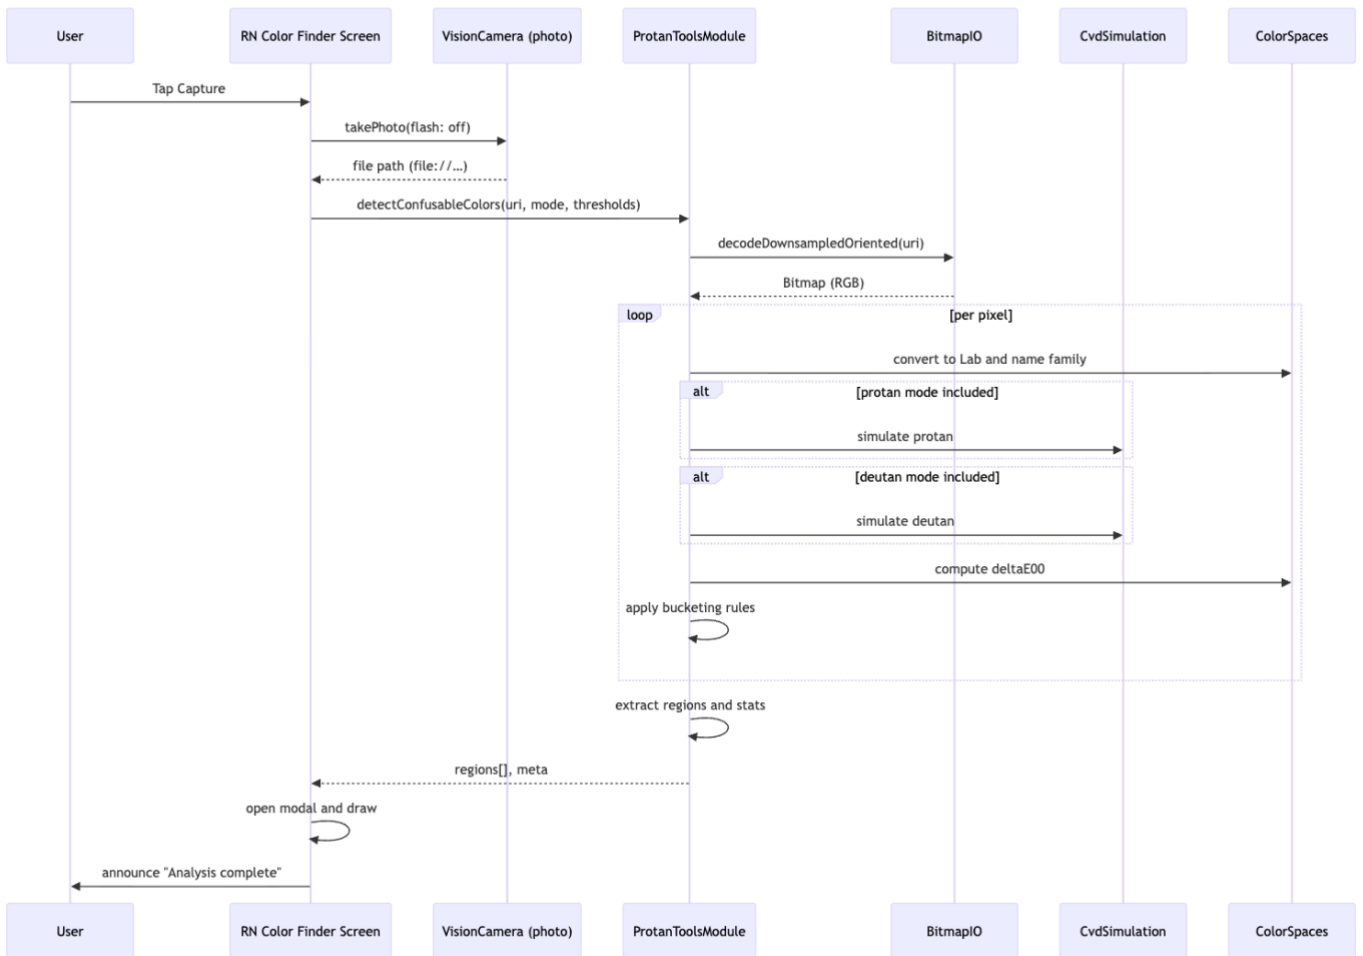 User
RN Color Finder Screen
VisionCamera (photo)
ProtanToolsModule
BitmapIO
CvdSimulation
ColorSpaces
Tap Capture
takePhoto(flash: off)
file path (file://…)
detectConfusableColors(uri, mode, thresholds)
decodeDownsampledOriented(uri)
Bitmap (RGB)
loop
[per pixel]
convert to Lab and name family
alt
[protan mode included]
simulate protan
alt
[deutan mode included]
simulate deutan
compute deltaE00
apply bucketing rules
extract regions and stats
regions[], meta
open modal and draw
announce "Analysis complete"
User
RN Color Finder Screen
VisionCamera (photo)
ProtanToolsModule
BitmapIO
CvdSimulation
ColorSpaces